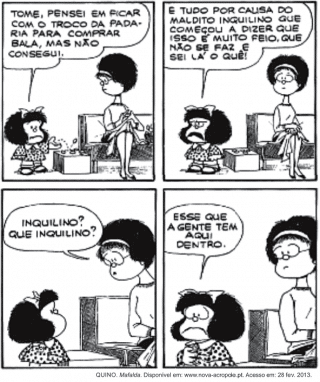 TOME, PENSEI EM FICAR
COM O TROCO DA PADA-
RIA PARA COMPRAR
BALA, MAS NÃO
CONSEGUI.
E TUDO POR CAUSA DO
MALDITO INQUILINO QUE
COMEÇOU A DIZER QUE
ISSO É MUITO FEIO, QUE
NÃO SE FAZ E
SEI LÁ O QUÊ!
INQUILINO?
QUE INQUILINO?
ESSE QUE
A GENTE TEM
AQUI
DENTRO.
QUINO. Mafalda. Disponível em: www.nova-acropole.pt. Acesso em: 28 fev. 2013.